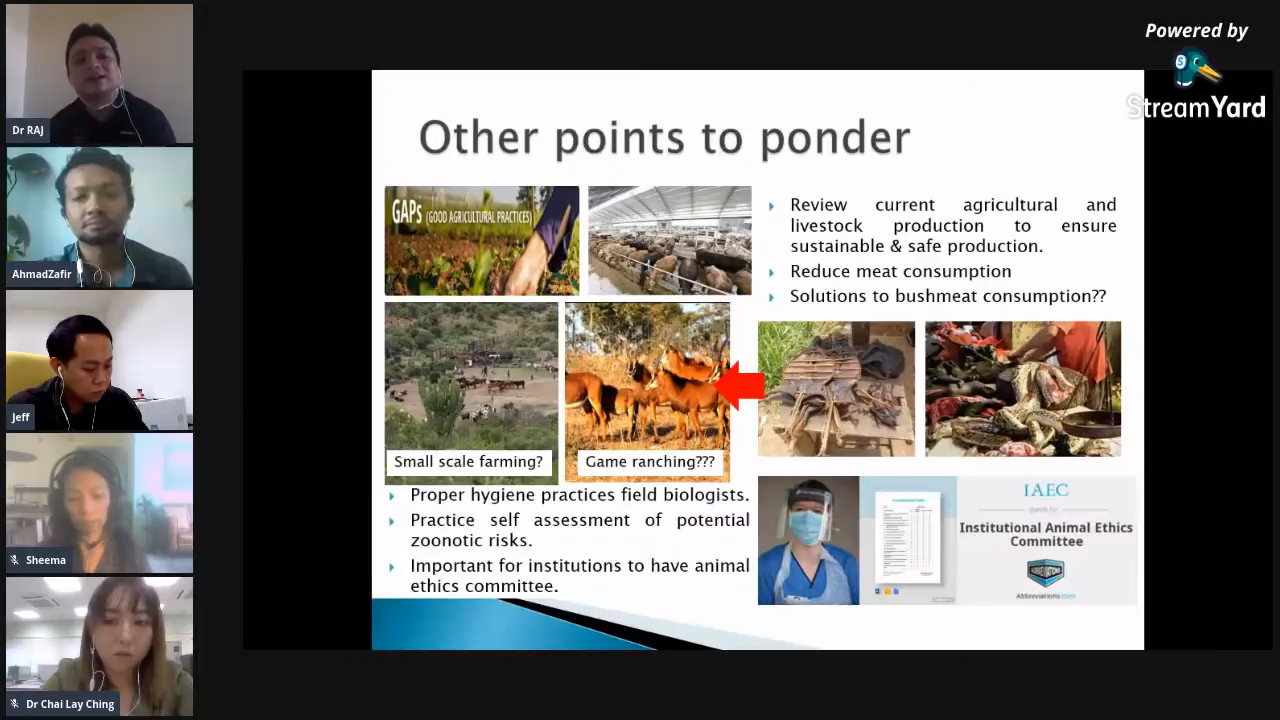 Powered by
StreamYard
Dr RAJ
AhmadZafir
Jeff
Sheema
Dr Chai Lay Ching
Other points to ponder
GAPs (GOOD AGRICULTURAL PRACTICES)
Review current agricultural and
livestock production to ensure
sustainable & safe production.
Reduce meat consumption
Solutions to bushmeat consumption??
Small scale farming?
Game ranching???
Proper hygiene practices field biologists.
Practice self assessment of potential
zoonotic risks.
Important for institutions to have animal
ethics committee.
IAEC
Institutional Animal Ethics
Committee
Abbreviations.com